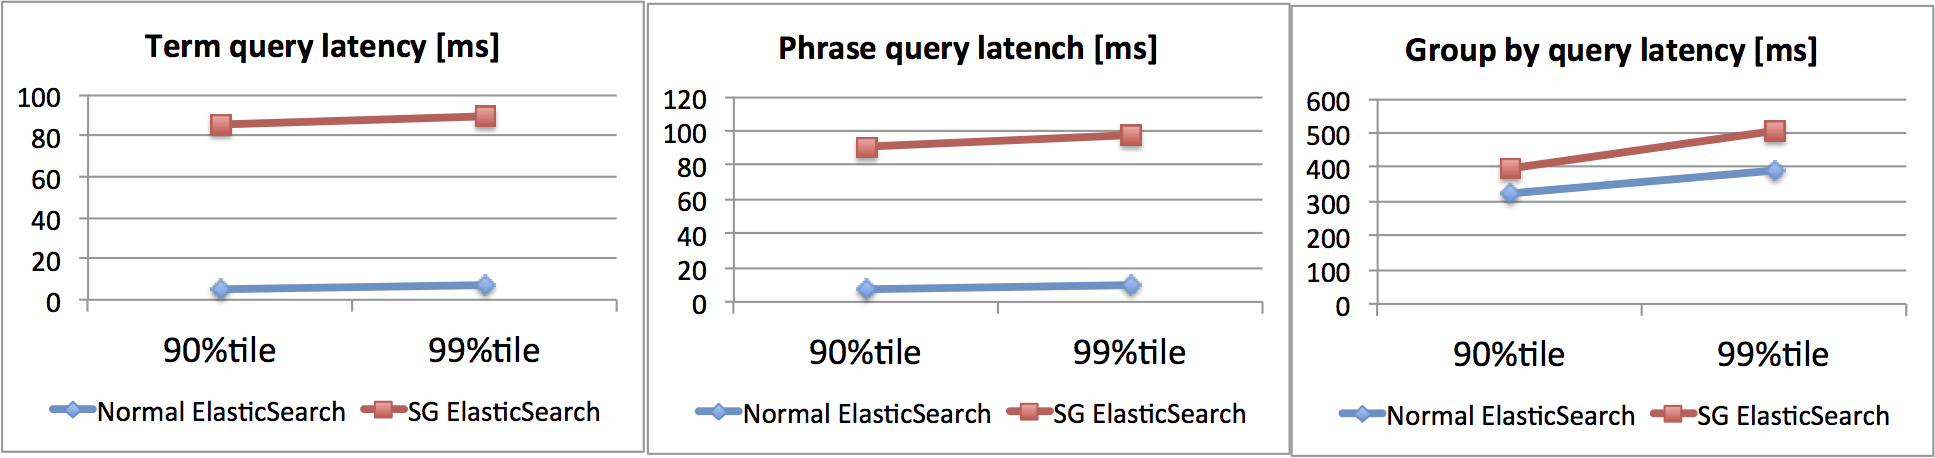 Term query latency [ms]
100
80
60
40
20
0
90%tile 99%tile
Normal ElasticSearch SG ElasticSearch
Phrase query latench [ms]
120
100
80
60
40
20
0
90%tile 99%tile
Normal ElasticSearch SG ElasticSearch
Group by query latency [ms]
600
500
400
300
200
100
0
90%tile 99%tile
Normal ElasticSearch SG ElasticSearch